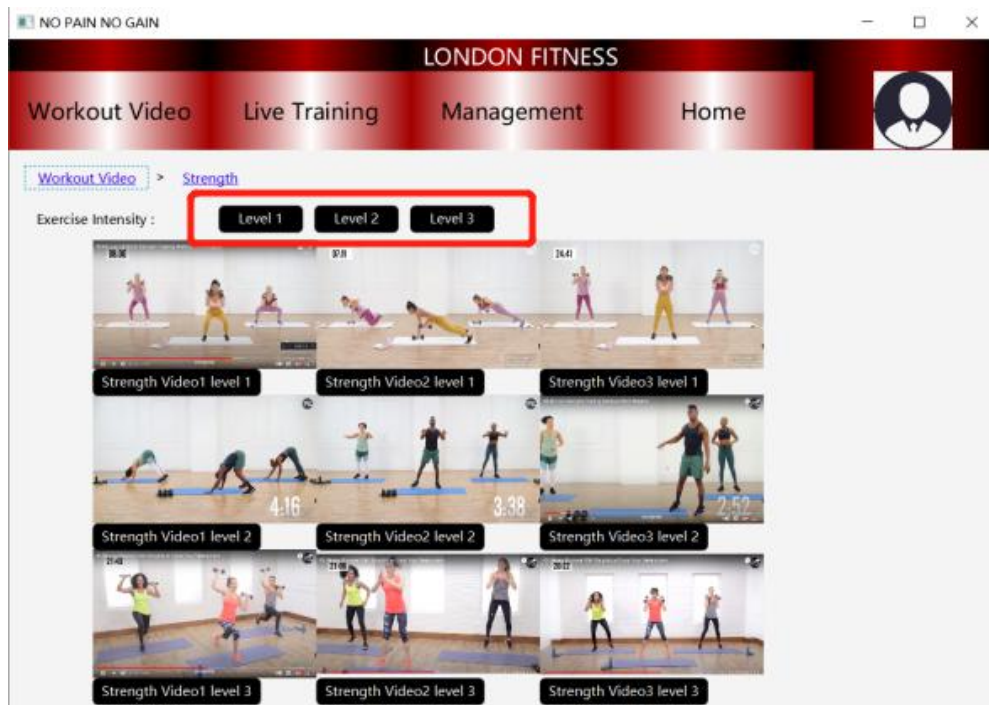 NO PAIN NO GAIN
LONDON FITNESS
Workout Video Live Training Management Home
Workout Video > Strength
Exercise Intensity : Level 1 Level 2 Level 3
24:41
Strength Video1 level 1 Strength Video2 level 1 Strength Video3 level 1
4:16 3:38 2:52
Strength Video1 level 2 Strength Video2 level 2 Strength Video3 level 2
Strength Video1 level 3 Strength Video2 level 3 Strength Video3 level 3